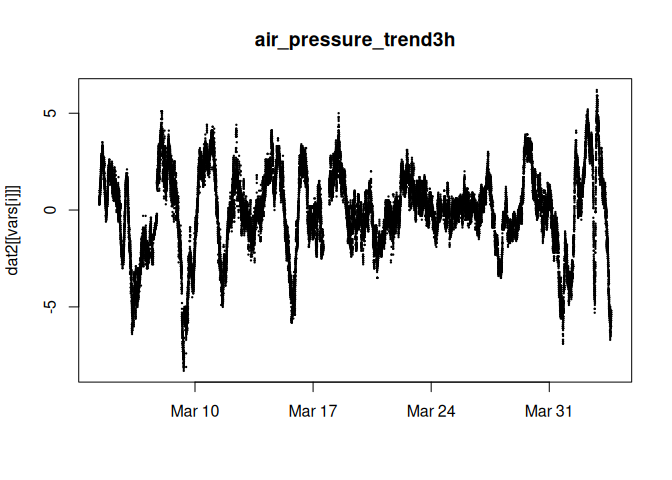 air_pressure_trend3h
dat2[[vars[i]]]
5
0
-5
Mar 10
Mar 17
Mar 24
Mar 31